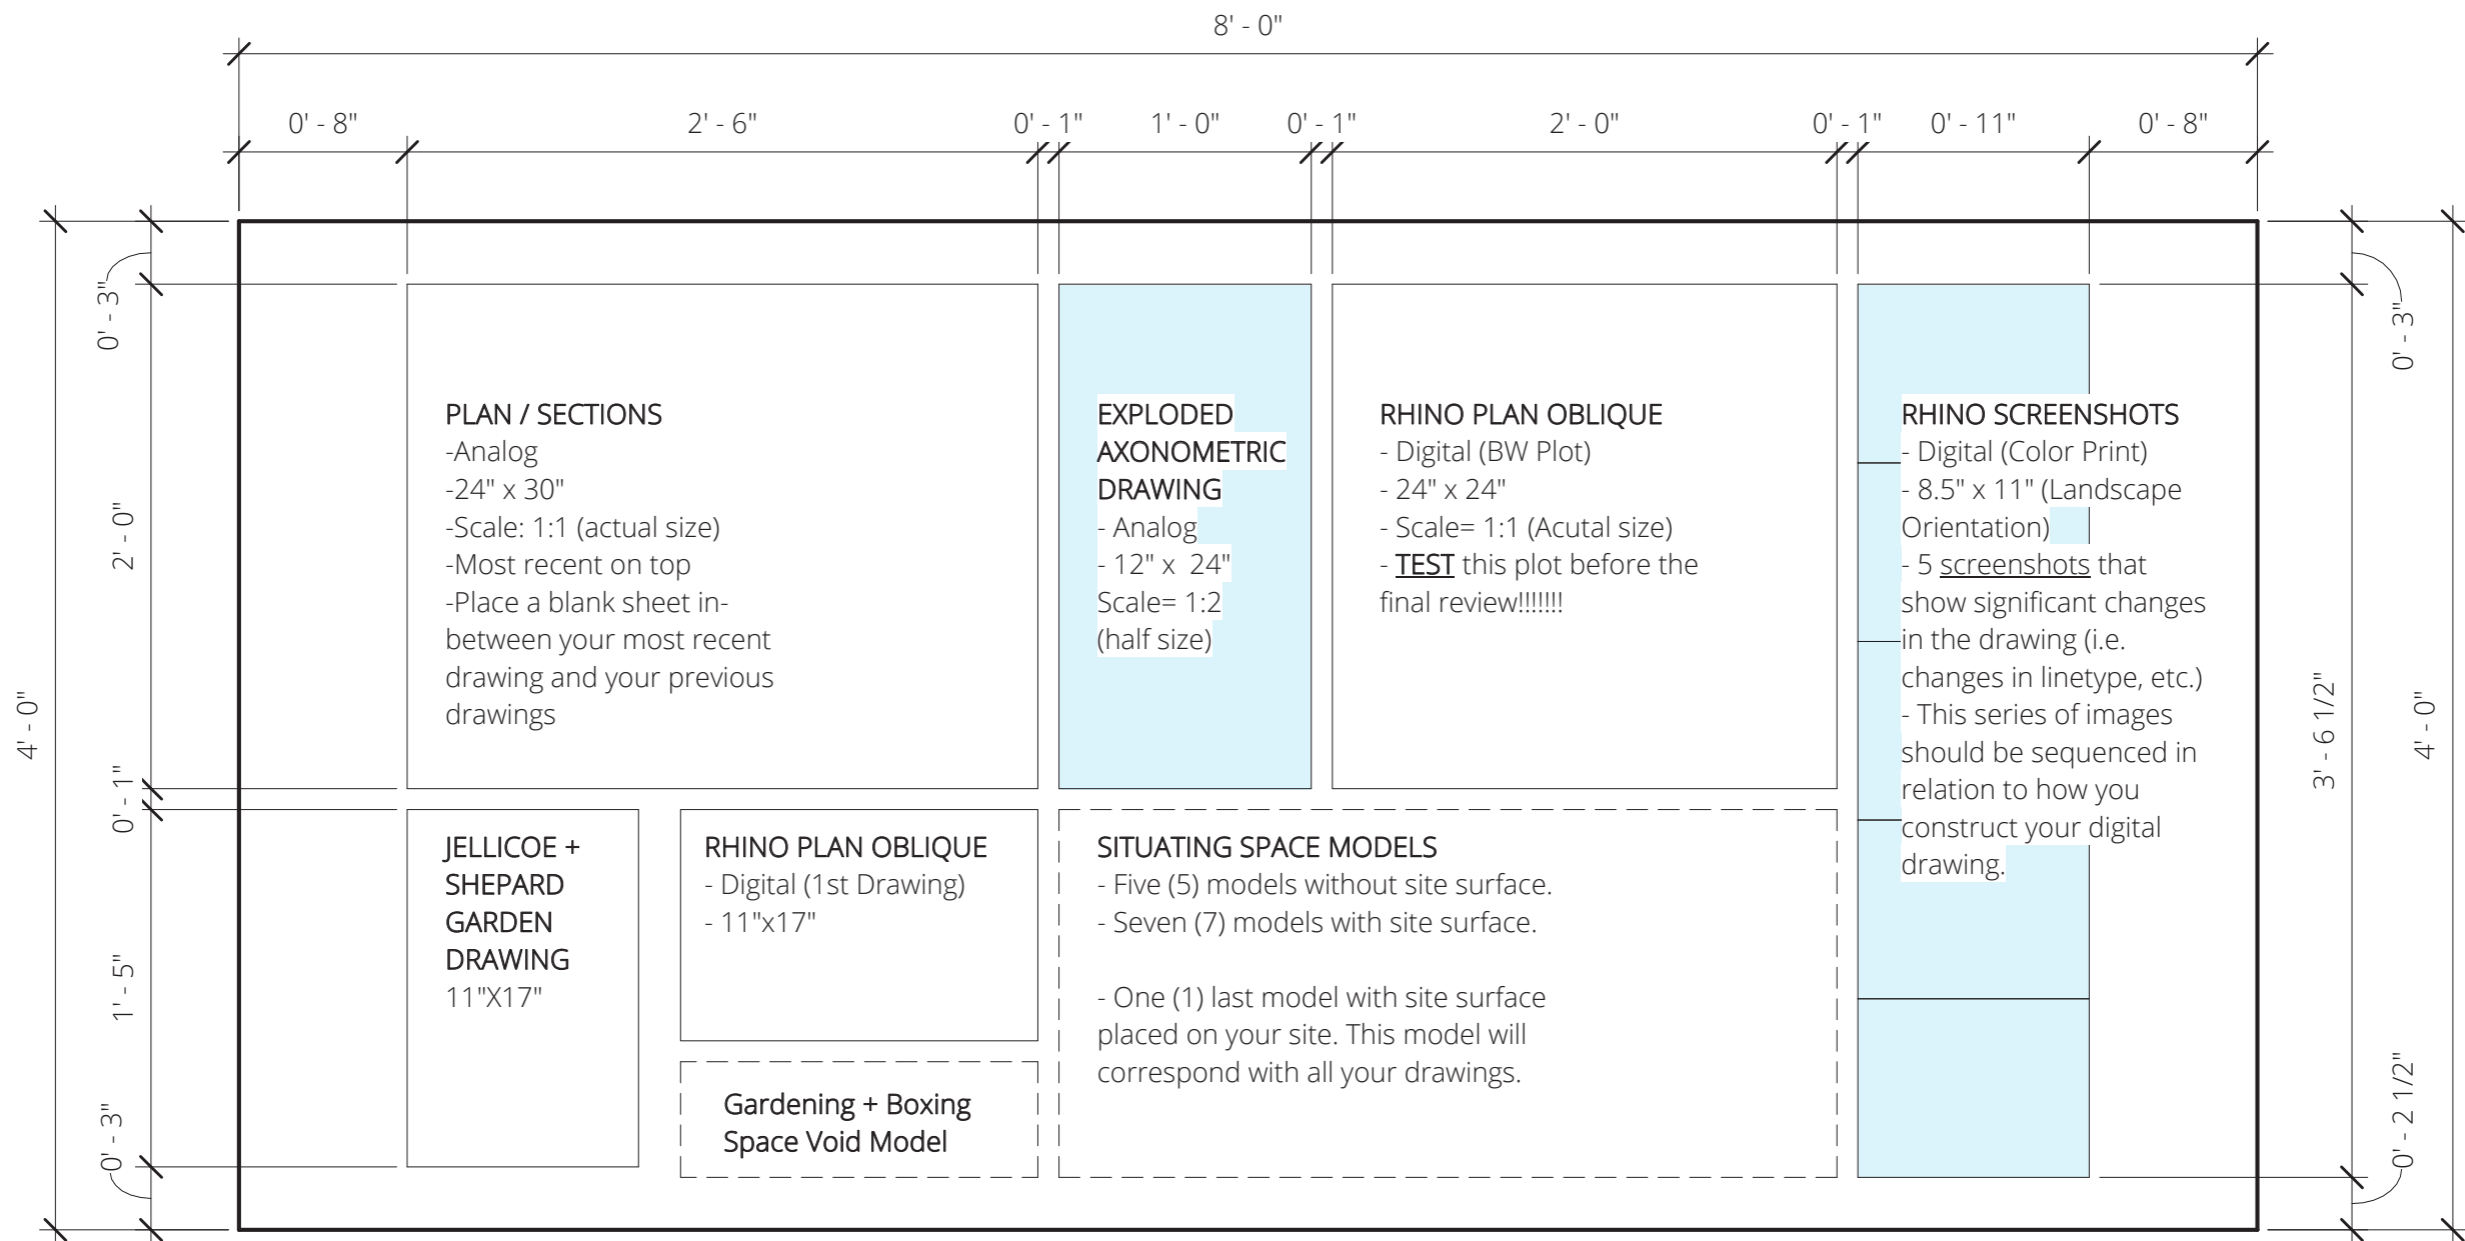 8' - 0"
0' - 8"
2' - 6"
0' - 1"
1' - 0"
0' - 1"
2' - 0"
0' - 1"
0' - 11"
0' - 8"
4' - 0"
0' - 3"
2' - 0"
0' - 1"
1' - 5"
0' - 3"
PLAN / SECTIONS
-Analog
-24" x 30"
-Scale: 1:1 (actual size)
-Most recent on top
-Place a blank sheet in-
between your most recent
drawing and your previous
drawings
EXPLODED
AXONOMETRIC
DRAWING
- Analog
- 12" x  24"
Scale= 1:2
(half size)
RHINO PLAN OBLIQUE
- Digital (BW Plot)
- 24" x 24"
- Scale= 1:1 (Acutal size)
- TEST this plot before the
final review!!!!!!!
RHINO SCREENSHOTS
- Digital (Color Print)
- 8.5" x 11" (Landscape
Orientation)
- 5 screenshots that
show significant changes
in the drawing (i.e.
changes in linetype, etc.)
- This series of images
should be sequenced in
relation to how you
construct your digital
drawing.
JELLICOE +
SHEPARD
GARDEN
DRAWING
11"X17"
RHINO PLAN OBLIQUE
- Digital (1st Drawing)
- 11"x17"
Gardening + Boxing
Space Void Model
SITUATING SPACE MODELS
- Five (5) models without site surface.
- Seven (7) models with site surface.
- One (1) last model with site surface
placed on your site. This model will
correspond with all your drawings.
0' - 3"
3' - 6 1/2"
0' - 2 1/2"
4' - 0"